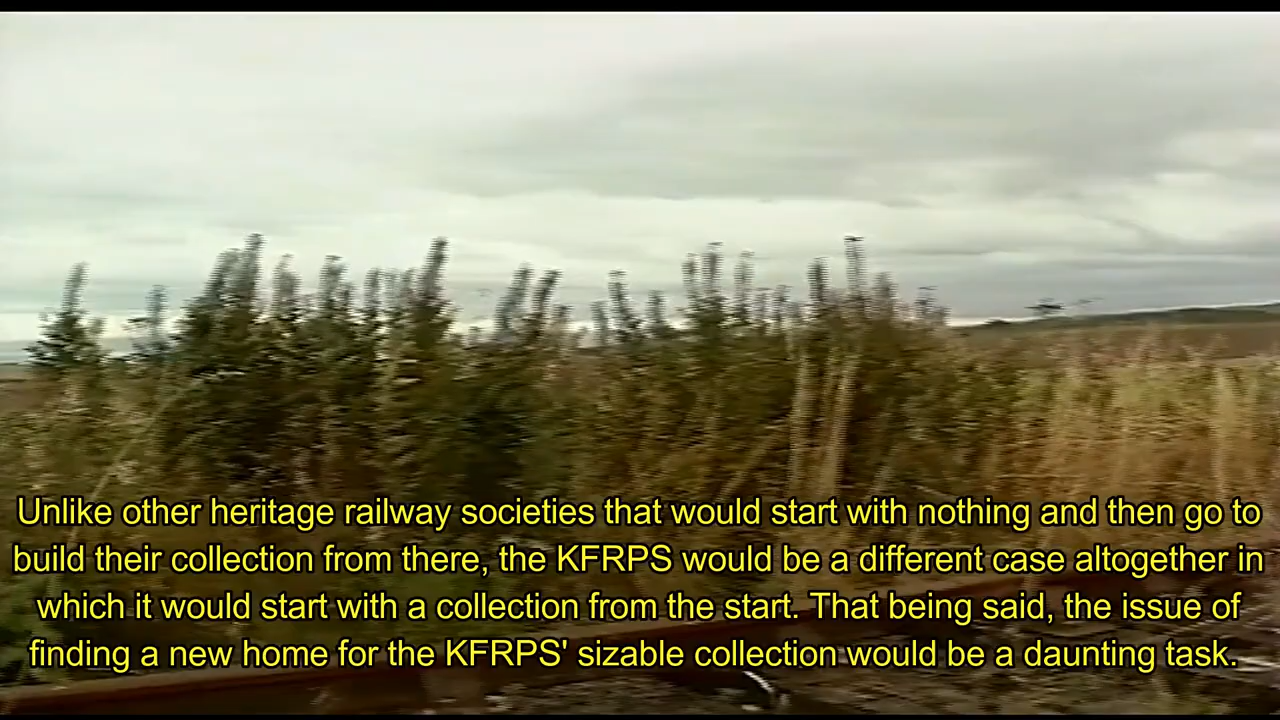 Unlike other heritage railway societies that would start with nothing and then go to
build their collection from there, the KFRPS would be a different case altogether in
which it would start with a collection from the start. That being said, the issue of
finding a new home for the KFRPS' sizable collection would be a daunting task.